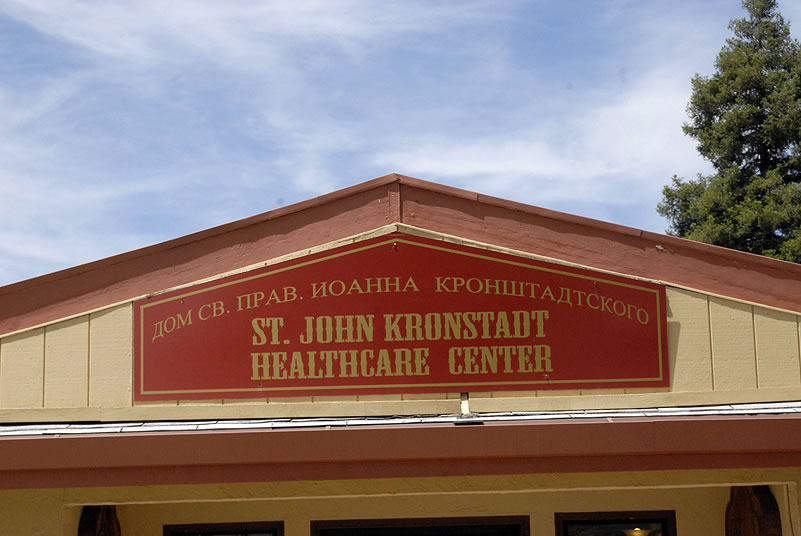 ДОМ СВ. ПРАВ. ИОАННА КРОНШТАДТСКОГО
ST. JOHN KRONSTADT
HEALTHCARE CENTER